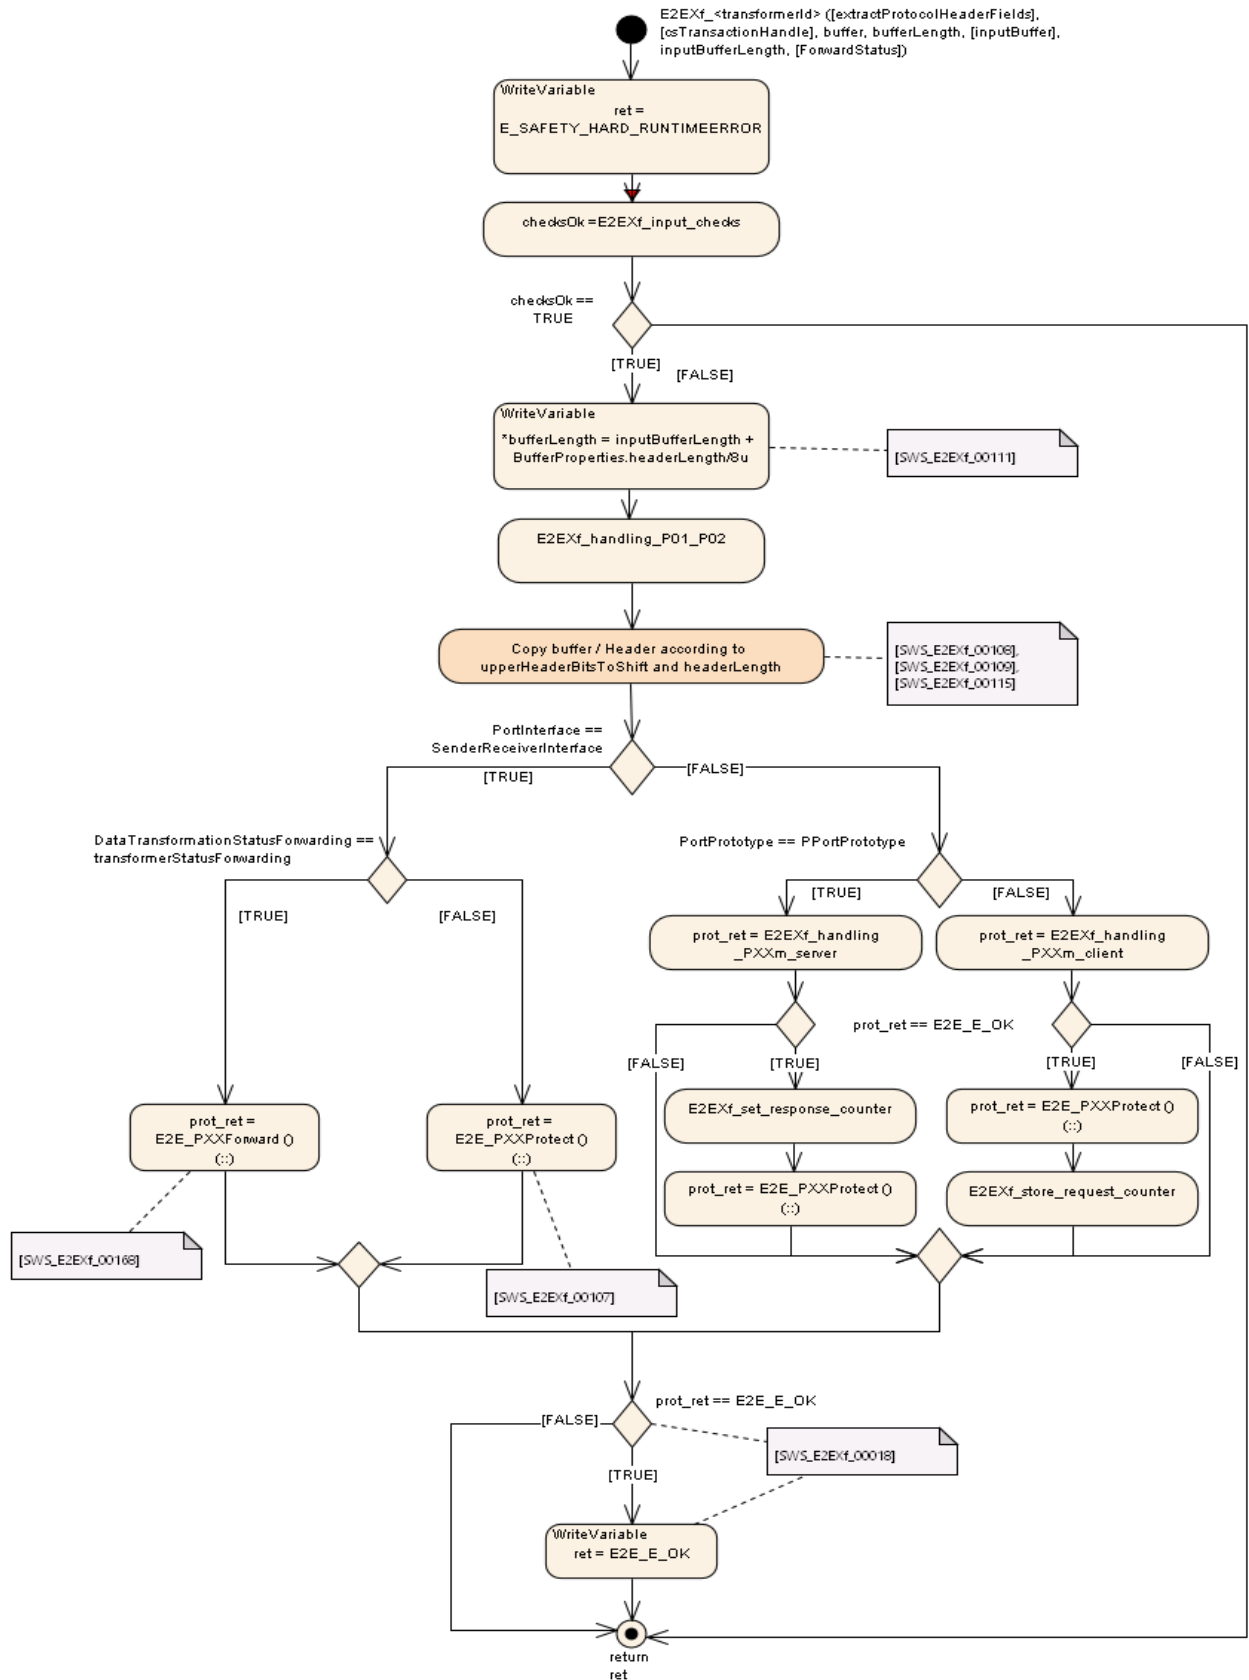 E2EXf_<transformerId> ([extractProtocolHeaderFields],
[csTransactionHandle], buffer, bufferLength, [inputBuffer],
inputBufferLength, [ForwardStatus])
WriteVariable
ret =
E_SAFETY_HARD_RUNTIMEERROR
checksOk =E2EXf_input_checks
checksOk ==
TRUE
[TRUE]
[FALSE]
WriteVariable
*bufferLength = inputBufferLength +
BufferProperties.headerLength/8u
[SWS_E2EXf_00111]
E2EXf_handling_P01_P02
Copy buffer / Header according to
upperHeaderBitsToShift and headerLength
[SWS_E2EXf_00108],
[SWS_E2EXf_00109],
[SWS_E2EXf_00115]
PortInterface ==
SenderReceiverInterface
[TRUE]
[FALSE]
DataTransformationStatusForwarding ==
transformerStatusForwarding
PortPrototype == PPortPrototype
[TRUE]
[FALSE]
[TRUE]
[FALSE]
prot_ret = E2EXf_handling
_PXXm_server
prot_ret = E2EXf_handling
_PXXm_client
prot_ret == E2E_E_OK
[FALSE]
[TRUE]
[TRUE]
[FALSE]
prot_ret =
E2E_PXXForward ()
(::)
prot_ret =
E2E_PXXProtect ()
(::)
E2EXf_set_response_counter
prot_ret = E2E_PXXProtect ()
(::)
prot_ret = E2E_PXXProtect ()
(::)
E2EXf_store_request_counter
[SWS_E2EXf_00168]
[SWS_E2EXf_00107]
prot_ret == E2E_E_OK
[FALSE]
[SWS_E2EXf_00018]
[TRUE]
WriteVariable
ret = E2E_E_OK
return
ret